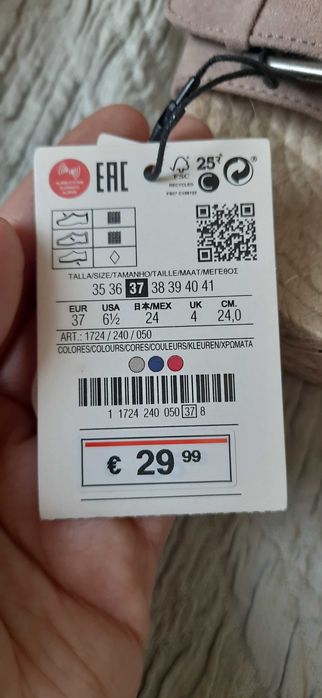 EAC
FSC
RECYCLED
25
TALLA/SIZE/TAMANHO/TAILLE/MAAT/ΜΕΓΕΘΟΣ
35 36 37 38 39 40 41
EUR USA 日本/MEX UK CM.
37 6½ 24 4 24,0
ART.: 1724 / 240 / 050
COLORES/COLOURS/CORES/COULEURS/KLEUREN/ΧΡΩΜΑΤΑ
1 1724 240 050 37 8
€ 29 99